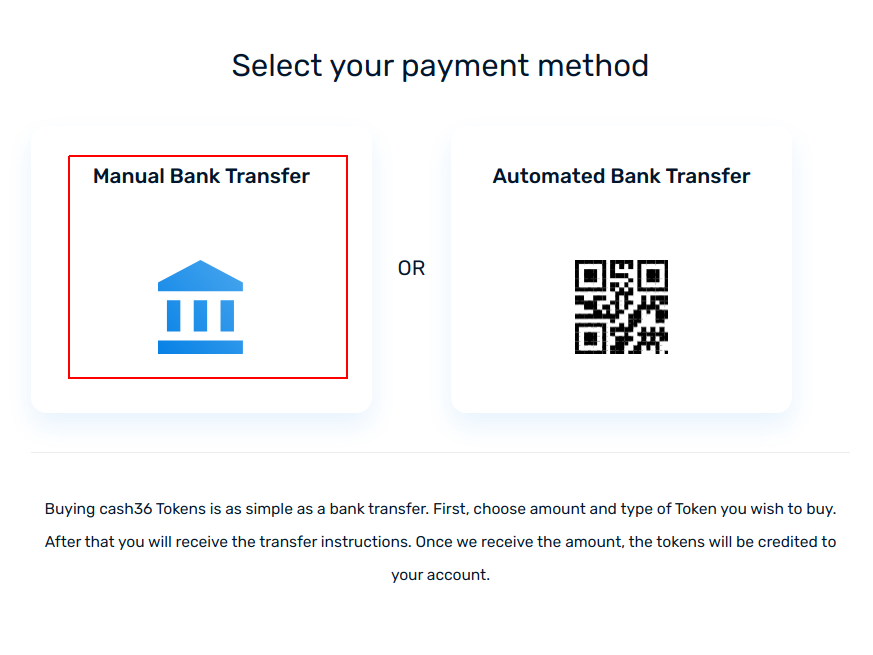 Select your payment method
Manual Bank Transfer
OR
Automated Bank Transfer
Buying cash36 Tokens is as simple as a bank transfer. First, choose amount and type of Token you wish to buy.
After that you will receive the transfer instructions. Once we receive the amount, the tokens will be credited to
your account.